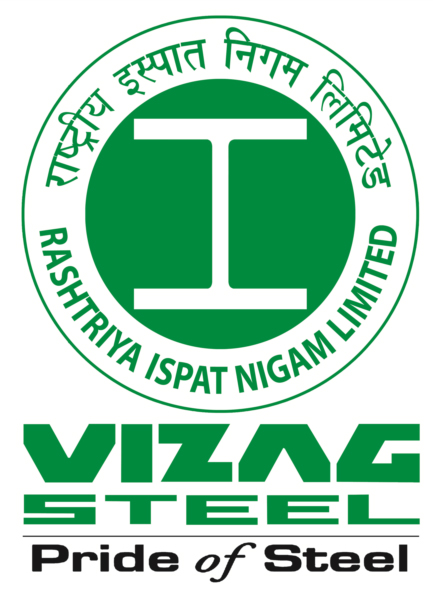 राष्ट्रीय इस्पात निगम लिमिटेड
RASHTRIYA ISPAT NIGAM LIMITED
VIZAG
STEEL
Pride of Steel